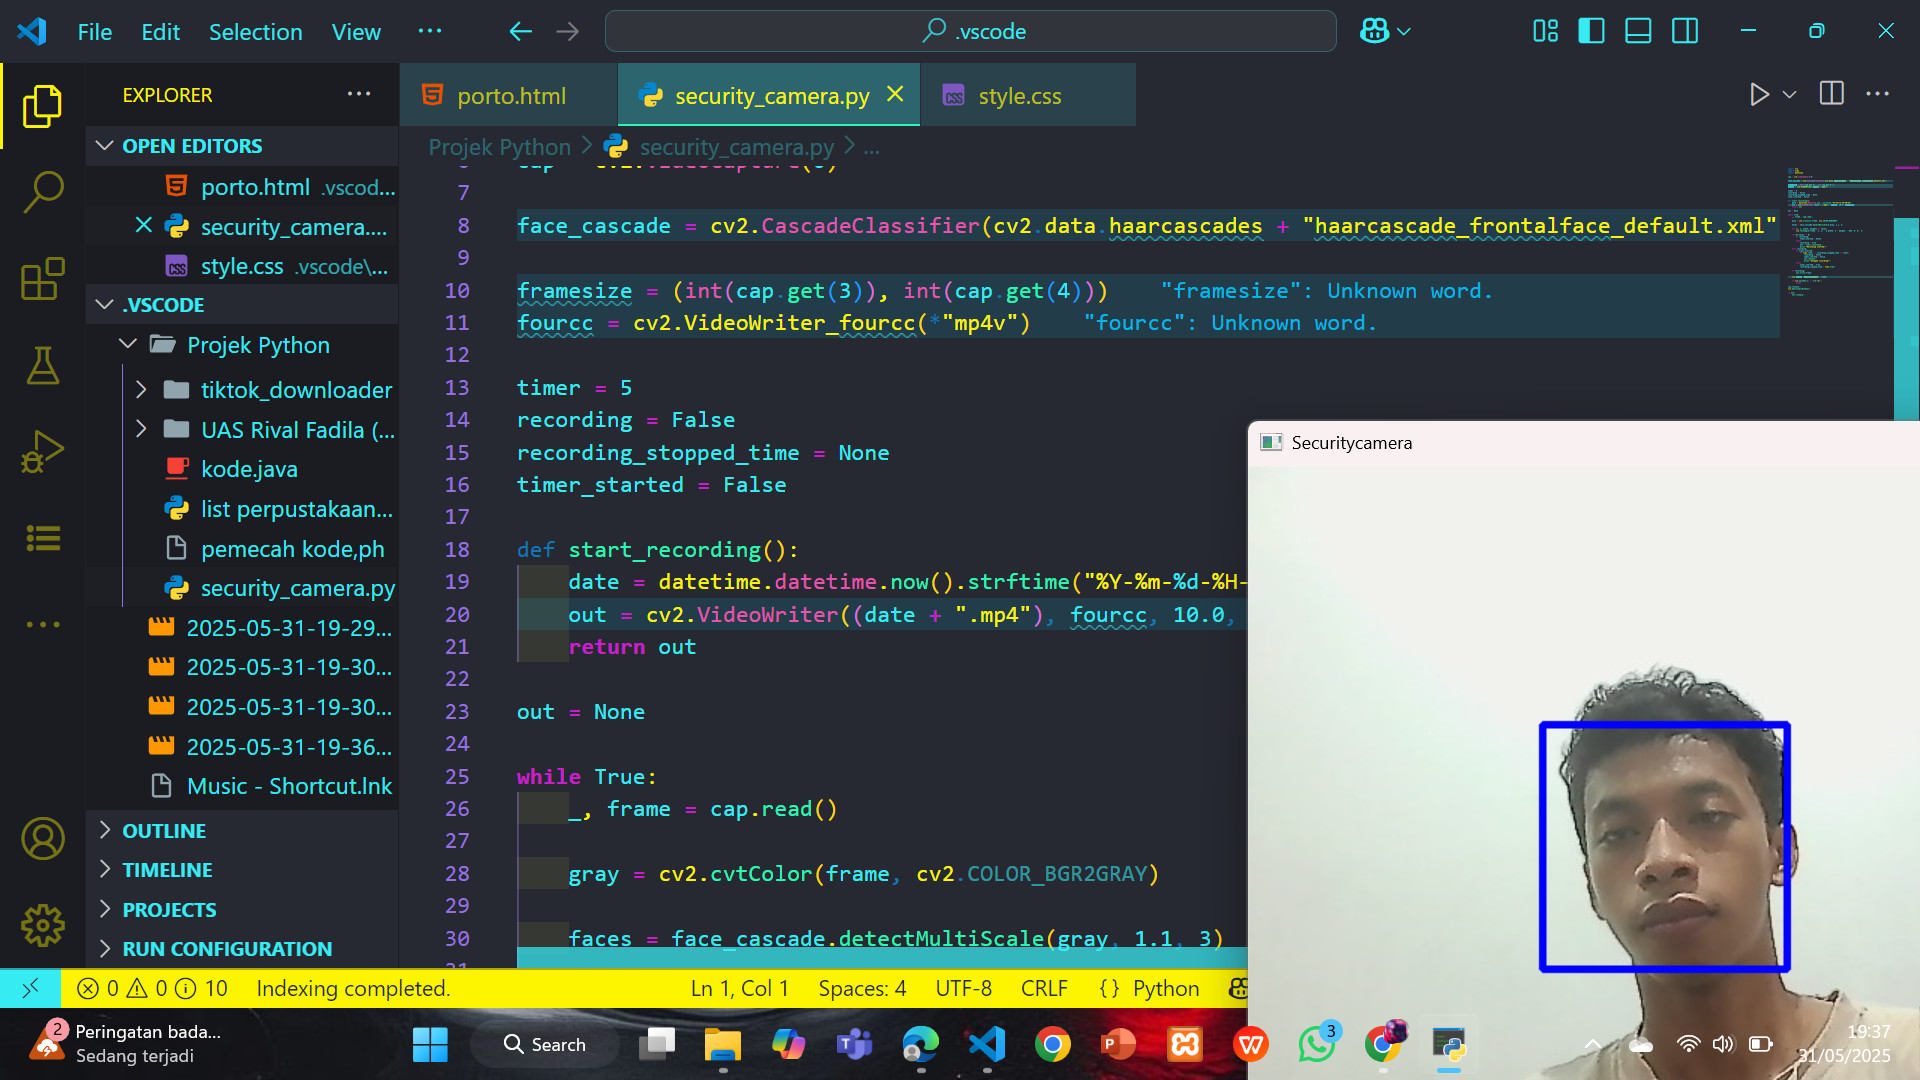 File Edit Selection View ...
.vscode
EXPLORER
OPEN EDITORS
porto.html .vscod...
security_camera....
style.css .vscode\...
.VSCODE
Projek Python
tiktok_downloader
UAS Rival Fadila (...
kode.java
list perpustakaan...
pemecah kode,ph
security_camera.py
2025-05-31-19-29...
2025-05-31-19-30...
2025-05-31-19-30...
2025-05-31-19-36...
Music - Shortcut.lnk
OUTLINE
TIMELINE
PROJECTS
RUN CONFIGURATION
porto.html
security_camera.py
style.css
Projek Python > security_camera.py > ...
7
8 face_cascade = cv2.CascadeClassifier(cv2.data.haarcascades + "haarcascade_frontalface_default.xml"
9
10 framesize = (int(cap.get(3)), int(cap.get(4))) "framesize": Unknown word.
11 fourcc = cv2.VideoWriter_fourcc(*"mp4v") "fourcc": Unknown word.
12
13 timer = 5
14 recording = False
15 recording_stopped_time = None
16 timer_started = False
17
18 def start_recording():
19 date = datetime.datetime.now().strftime("%Y-%m-%d-%H-
20 out = cv2.VideoWriter((date + ".mp4"), fourcc, 10.0,
21 return out
22
23 out = None
24
25 while True:
26 _, frame = cap.read()
27
28 gray = cv2.cvtColor(frame, cv2.COLOR_BGR2GRAY)
29
30 faces = face_cascade.detectMultiScale(gray, 1.1, 3)
Securitycamera
0 0 10 Indexing completed.
Ln 1, Col 1 Spaces: 4 UTF-8 CRLF {} Python
2
Peringatan bada...
Sedang terjadi
Search
3
19:37
31/05/2025